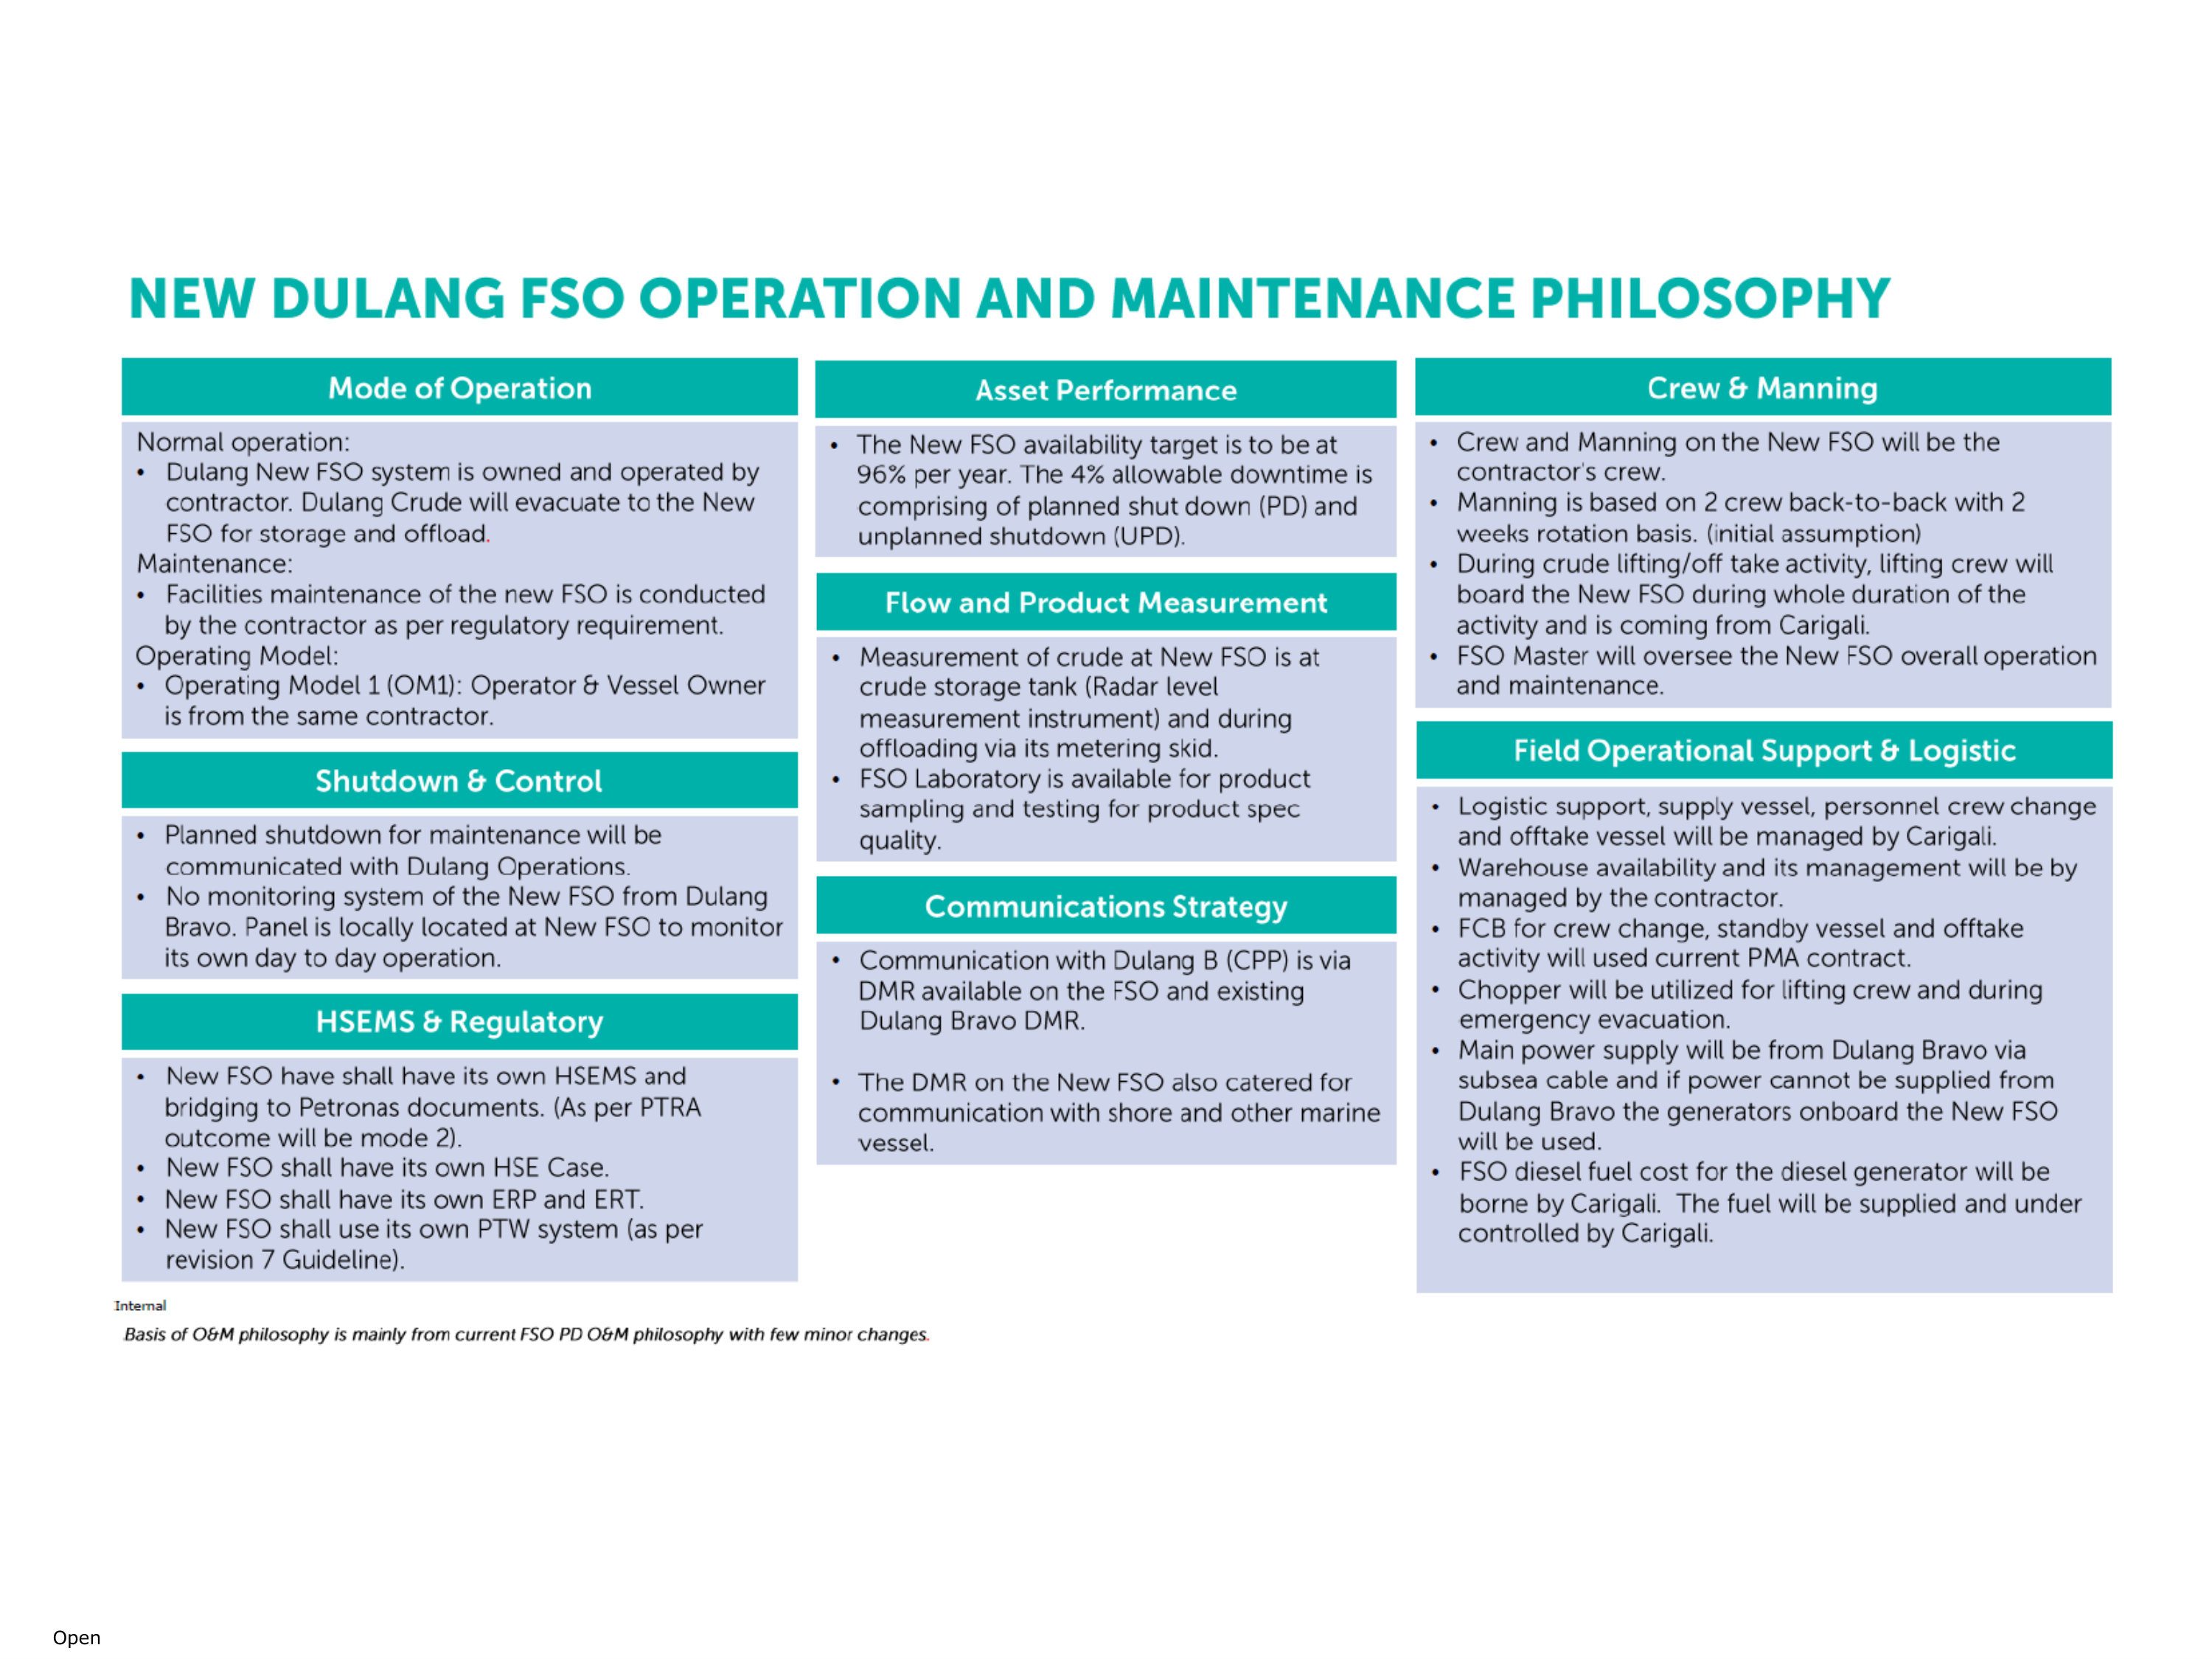 NEW DULANG FSO OPERATION AND MAINTENANCE PHILOSOPHY
Mode of Operation
Normal operation:
• Dulang New FSO system is owned and operated by
contractor. Dulang Crude will evacuate to the New
FSO for storage and offload.
Maintenance:
• Facilities maintenance of the new FSO is conducted
by the contractor as per regulatory requirement.
Operating Model:
• Operating Model 1 (OM1): Operator & Vessel Owner
is from the same contractor.
Shutdown & Control
• Planned shutdown for maintenance will be
communicated with Dulang Operations.
• No monitoring system of the New FSO from Dulang
Bravo. Panel is locally located at New FSO to monitor
its own day to day operation.
HSEMS & Regulatory
• New FSO have shall have its own HSEMS and
bridging to Petronas documents. (As per PTRA
outcome will be mode 2).
• New FSO shall have its own HSE Case.
• New FSO shall have its own ERP and ERT.
• New FSO shall use its own PTW system (as per
revision 7 Guideline).
Asset Performance
• The New FSO availability target is to be at
96% per year. The 4% allowable downtime is
comprising of planned shut down (PD) and
unplanned shutdown (UPD).
Flow and Product Measurement
• Measurement of crude at New FSO is at
crude storage tank (Radar level
measurement instrument) and during
offloading via its metering skid.
• FSO Laboratory is available for product
sampling and testing for product spec
quality.
Communications Strategy
• Communication with Dulang B (CPP) is via
DMR available on the FSO and existing
Dulang Bravo DMR.
• The DMR on the New FSO also catered for
communication with shore and other marine
vessel.
Crew & Manning
• Crew and Manning on the New FSO will be the
contractor's crew.
• Manning is based on 2 crew back-to-back with 2
weeks rotation basis. (initial assumption)
• During crude lifting/off take activity, lifting crew will
board the New FSO during whole duration of the
activity and is coming from Carigali.
• FSO Master will oversee the New FSO overall operation
and maintenance.
Field Operational Support & Logistic
• Logistic support, supply vessel, personnel crew change
and offtake vessel will be managed by Carigali.
• Warehouse availability and its management will be by
managed by the contractor.
• FCB for crew change, standby vessel and offtake
activity will used current PMA contract.
• Chopper will be utilized for lifting crew and during
emergency evacuation.
• Main power supply will be from Dulang Bravo via
subsea cable and if power cannot be supplied from
Dulang Bravo the generators onboard the New FSO
will be used.
• FSO diesel fuel cost for the diesel generator will be
borne by Carigali. The fuel will be supplied and under
controlled by Carigali.
Internal
Basis of O&M philosophy is mainly from current FSO PD O&M philosophy with few minor changes.
Open